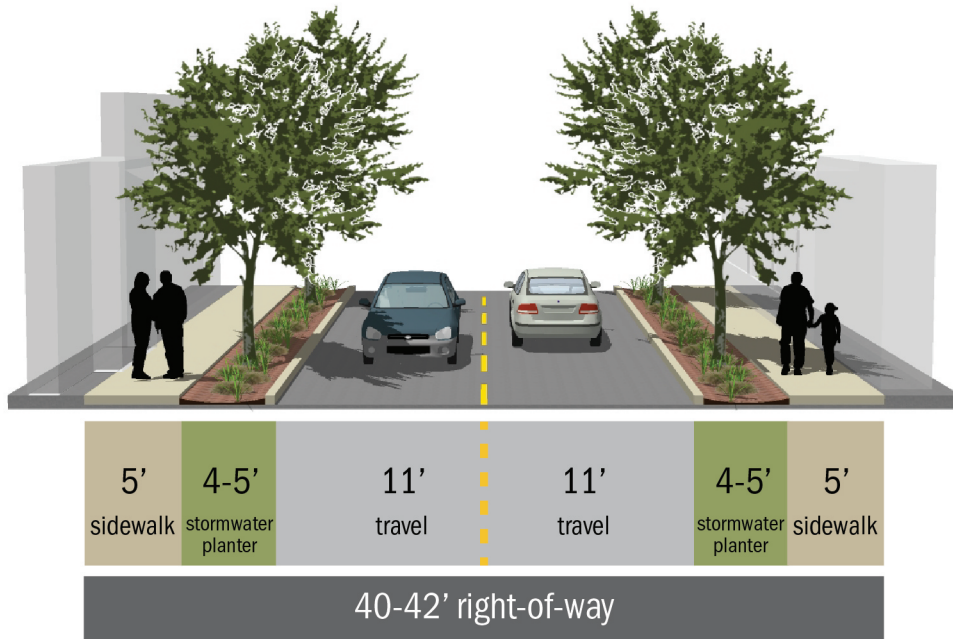 5’
sidewalk
4-5’
stormwater
planter
11’
travel
11’
travel
4-5’
stormwater
planter
5’
sidewalk
40-42’ right-of-way